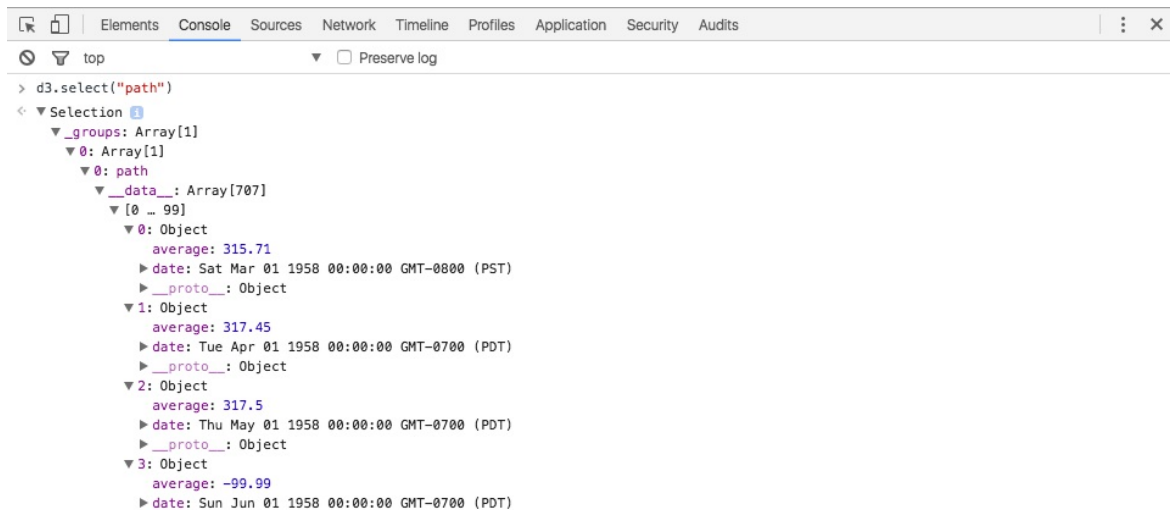 Elements Console Sources Network Timeline Profiles Application Security Audits
top Preserve log
> d3.select("path")
Selection i
_groups: Array[1]
0: Array[1]
0: path
__data__: Array[707]
[0 … 99]
0: Object
average: 315.71
date: Sat Mar 01 1958 00:00:00 GMT-0800 (PST)
__proto__: Object
1: Object
average: 317.45
date: Tue Apr 01 1958 00:00:00 GMT-0700 (PDT)
__proto__: Object
2: Object
average: 317.5
date: Thu May 01 1958 00:00:00 GMT-0700 (PDT)
__proto__: Object
3: Object
average: -99.99
date: Sun Jun 01 1958 00:00:00 GMT-0700 (PDT)